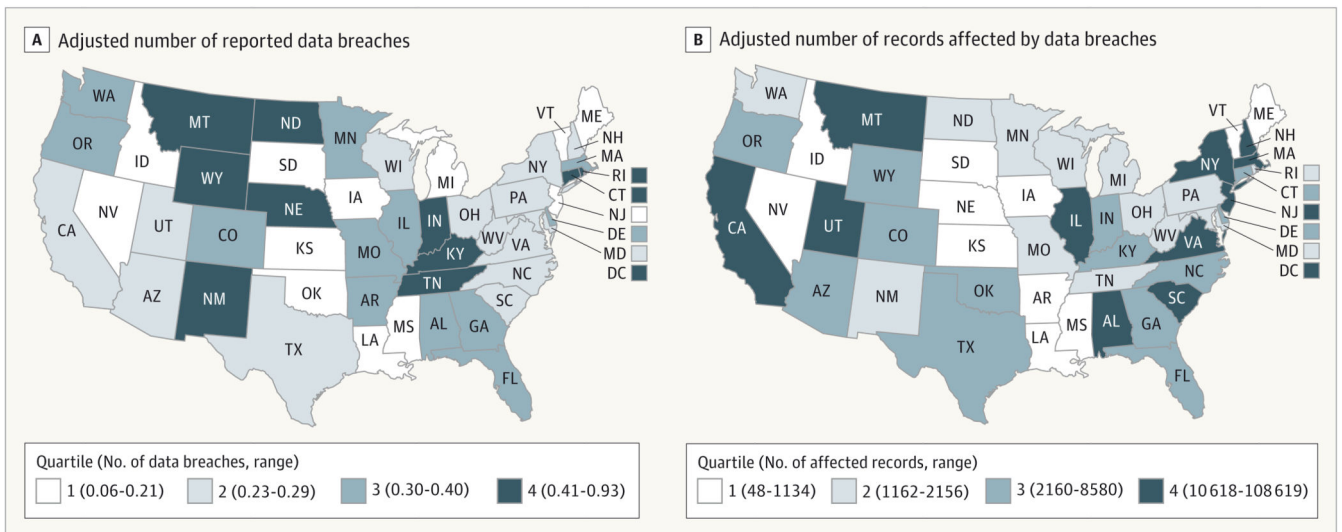 A Adjusted number of reported data breaches
WA
OR
CA
NV
ID
MT
WY
UT
AZ
CO
NM
ND
SD
NE
KS
OK
TX
MN
IA
MO
AR
LA
WI
IL
MS
MI
IN
KY
TN
AL
OH
WV
GA
FL
SC
NC
VA
PA
NY
VT
ME
NH
MA
RI
CT
NJ
DE
MD
DC
Quartile (No. of data breaches, range)
1 (0.06-0.21) 2 (0.23-0.29) 3 (0.30-0.40) 4 (0.41-0.93)
B Adjusted number of records affected by data breaches
WA
OR
CA
NV
ID
MT
WY
UT
AZ
CO
NM
ND
SD
NE
KS
OK
TX
MN
IA
MO
AR
LA
WI
IL
MS
MI
IN
KY
TN
AL
OH
WV
GA
FL
SC
NC
VA
PA
NY
VT
ME
NH
MA
RI
CT
NJ
DE
MD
DC
Quartile (No. of affected records, range)
1 (48-1134) 2 (1162-2156) 3 (2160-8580) 4 (10 618-108 619)